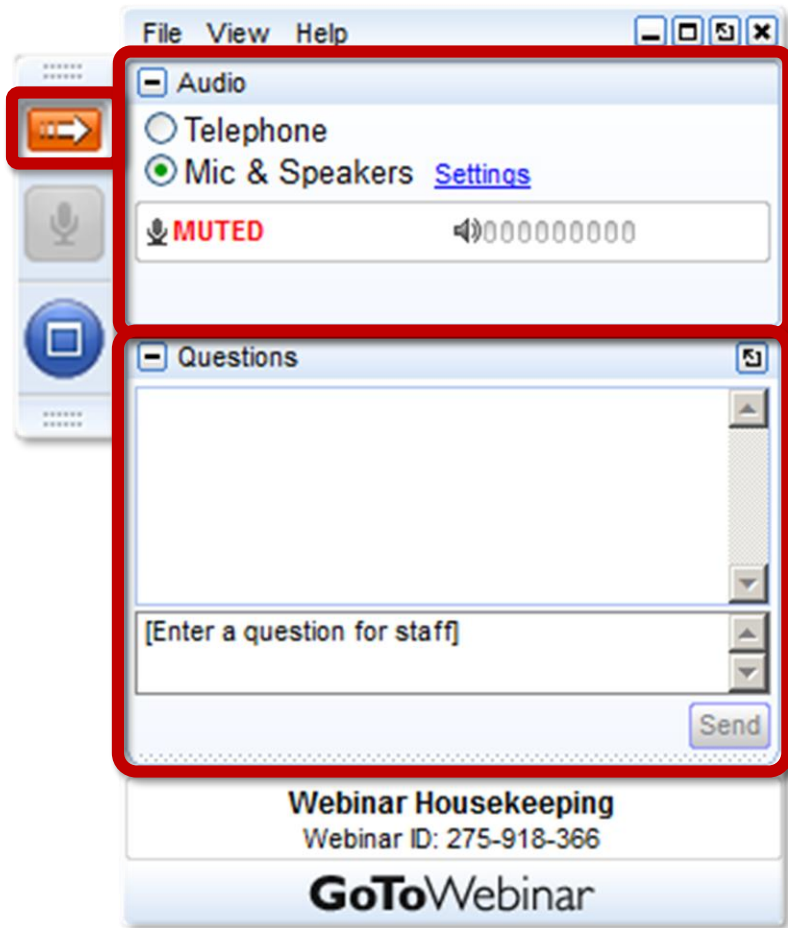 File View Help
Audio
Telephone
Mic & Speakers Settings
MUTED
Questions
[Enter a question for staff]
Send
Webinar Housekeeping
Webinar ID: 275-918-366
GoToWebinar